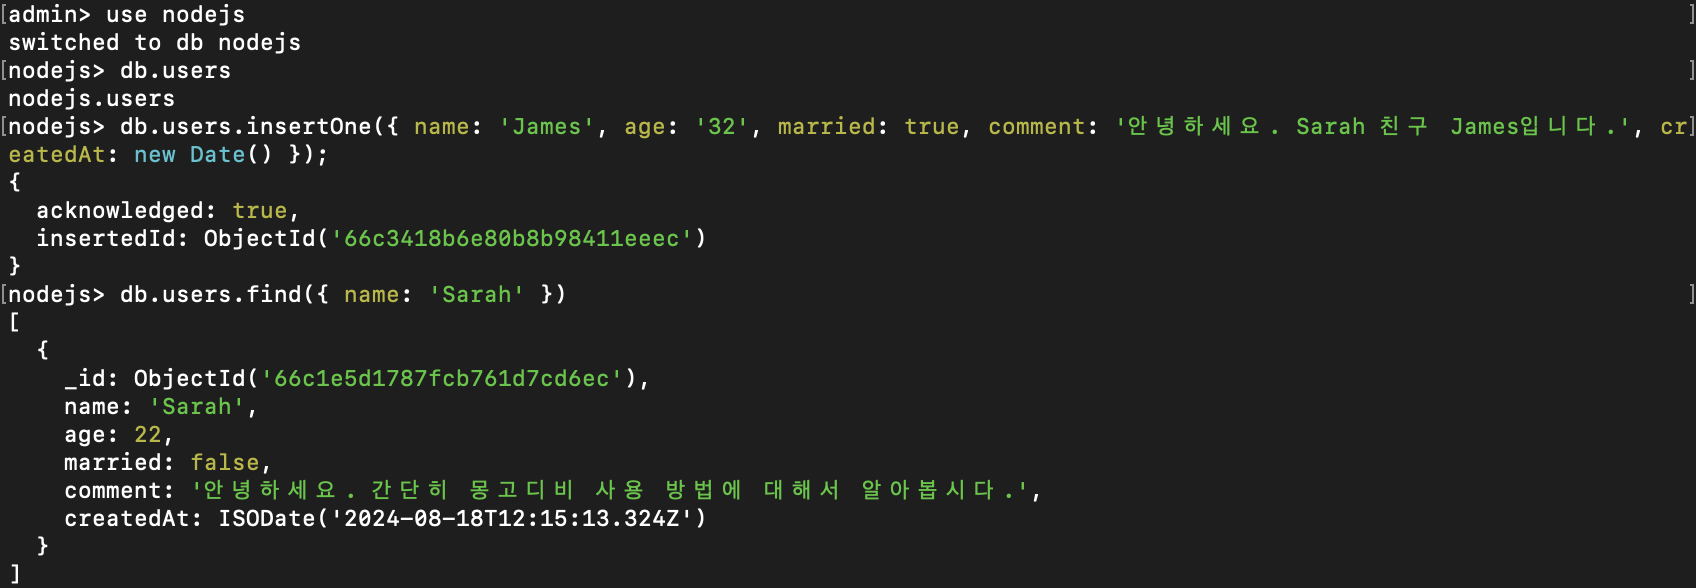 [admin> use nodejs ]
switched to db nodejs
[nodejs> db.users ]
nodejs.users
[nodejs> db.users.insertOne({ name: 'James', age: '32', married: true, comment: '안녕하세요. Sarah 친구 James입니다.', cr]
eatedAt: new Date() });
{
  acknowledged: true,
  insertedId: ObjectId('66c3418b6e80b8b98411eeec')
}
[nodejs> db.users.find({ name: 'Sarah' }) ]
[
  {
    _id: ObjectId('66c1e5d1787fcb761d7cd6ec'),
    name: 'Sarah',
    age: 22,
    married: false,
    comment: '안녕하세요. 간단히 몽고디비 사용 방법에 대해서 알아봅시다.',
    createdAt: ISODate('2024-08-18T12:15:13.324Z')
  }
]